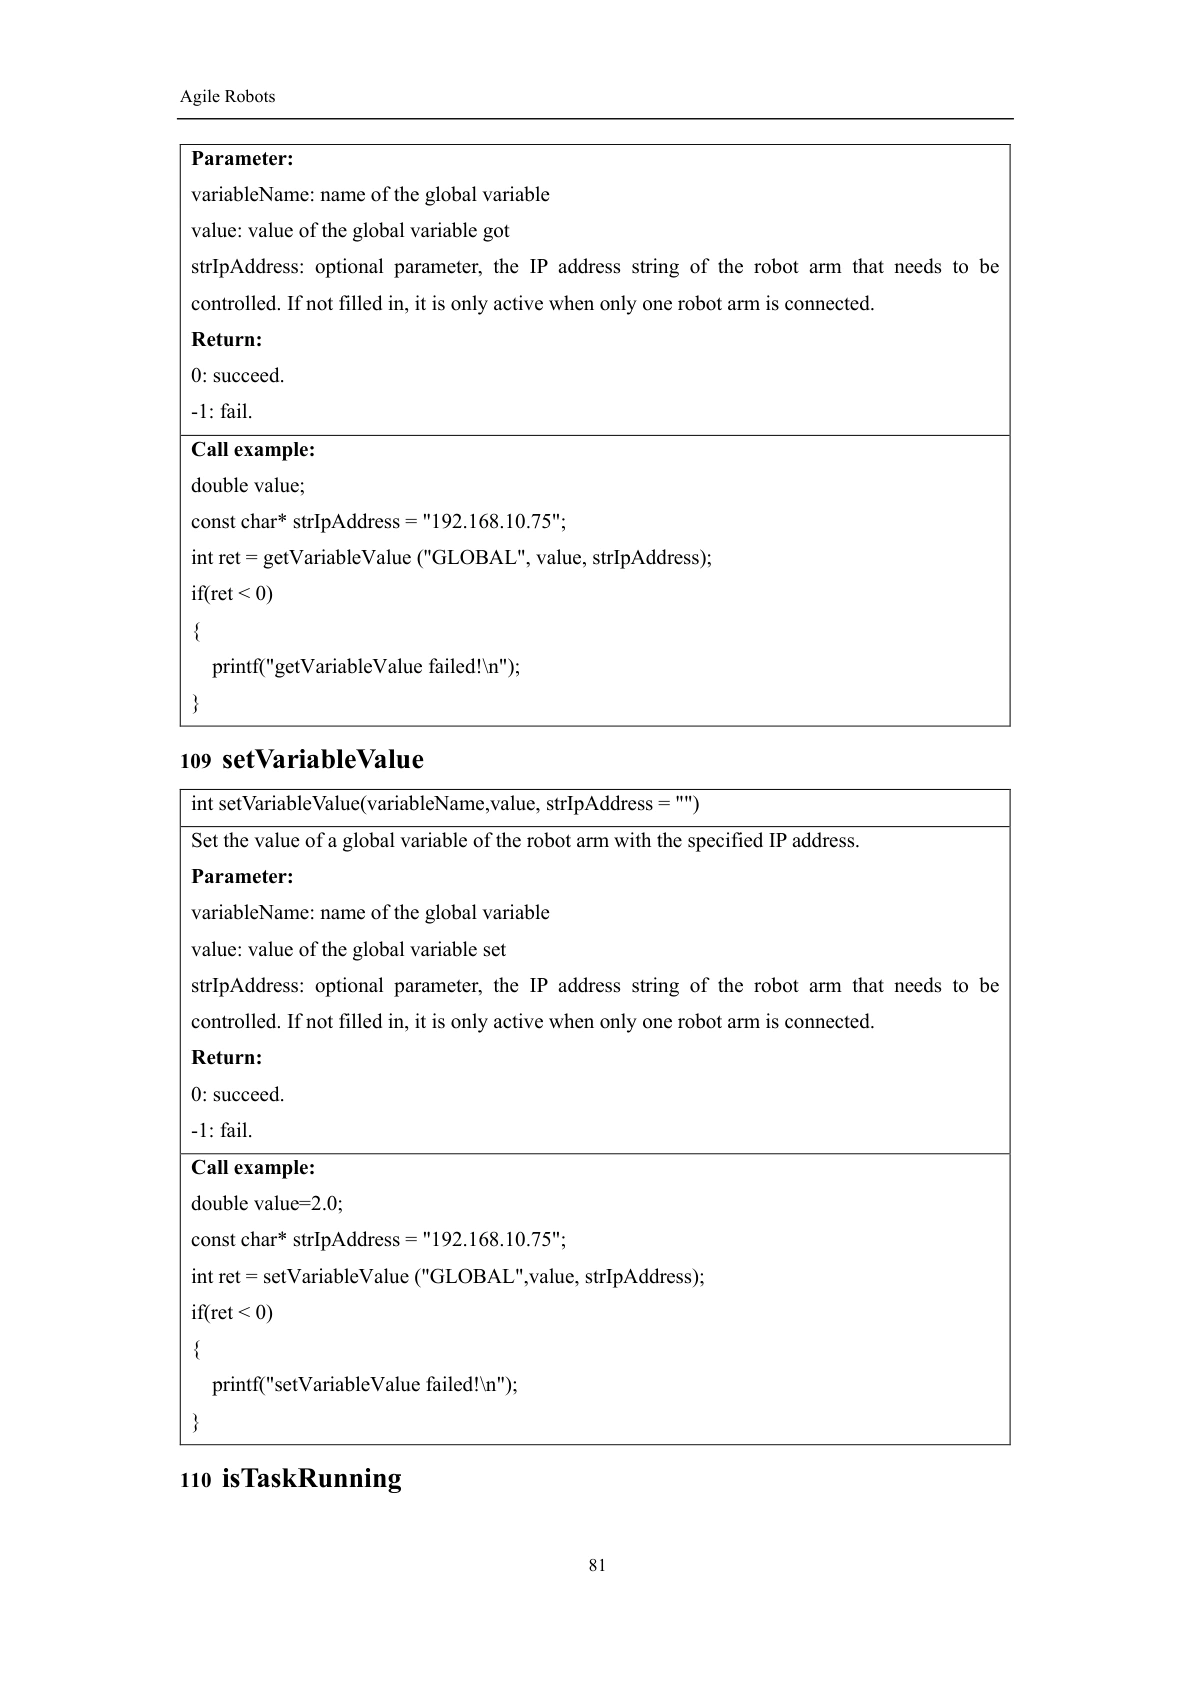 Agile Robots
Parameter:
variableName: name of the global variable
value: value of the global variable got
strIpAddress: optional parameter, the IP address string of the robot arm that needs to be
controlled. If not filled in, it is only active when only one robot arm is connected.
Return:
0: succeed.
-1: fail.
Call example:
double value;
const char* strIpAddress = "192.168.10.75";
int ret = getVariableValue ("GLOBAL", value, strIpAddress);
if(ret < 0)
{
printf("getVariableValue failed!\n");
}
109 setVariableValue
int setVariableValue(variableName,value, strIpAddress = "")
Set the value of a global variable of the robot arm with the specified IP address.
Parameter:
variableName: name of the global variable
value: value of the global variable set
strIpAddress: optional parameter, the IP address string of the robot arm that needs to be
controlled. If not filled in, it is only active when only one robot arm is connected.
Return:
0: succeed.
-1: fail.
Call example:
double value=2.0;
const char* strIpAddress = "192.168.10.75";
int ret = setVariableValue ("GLOBAL",value, strIpAddress);
if(ret < 0)
{
printf("setVariableValue failed!\n");
}
110 isTaskRunning
81